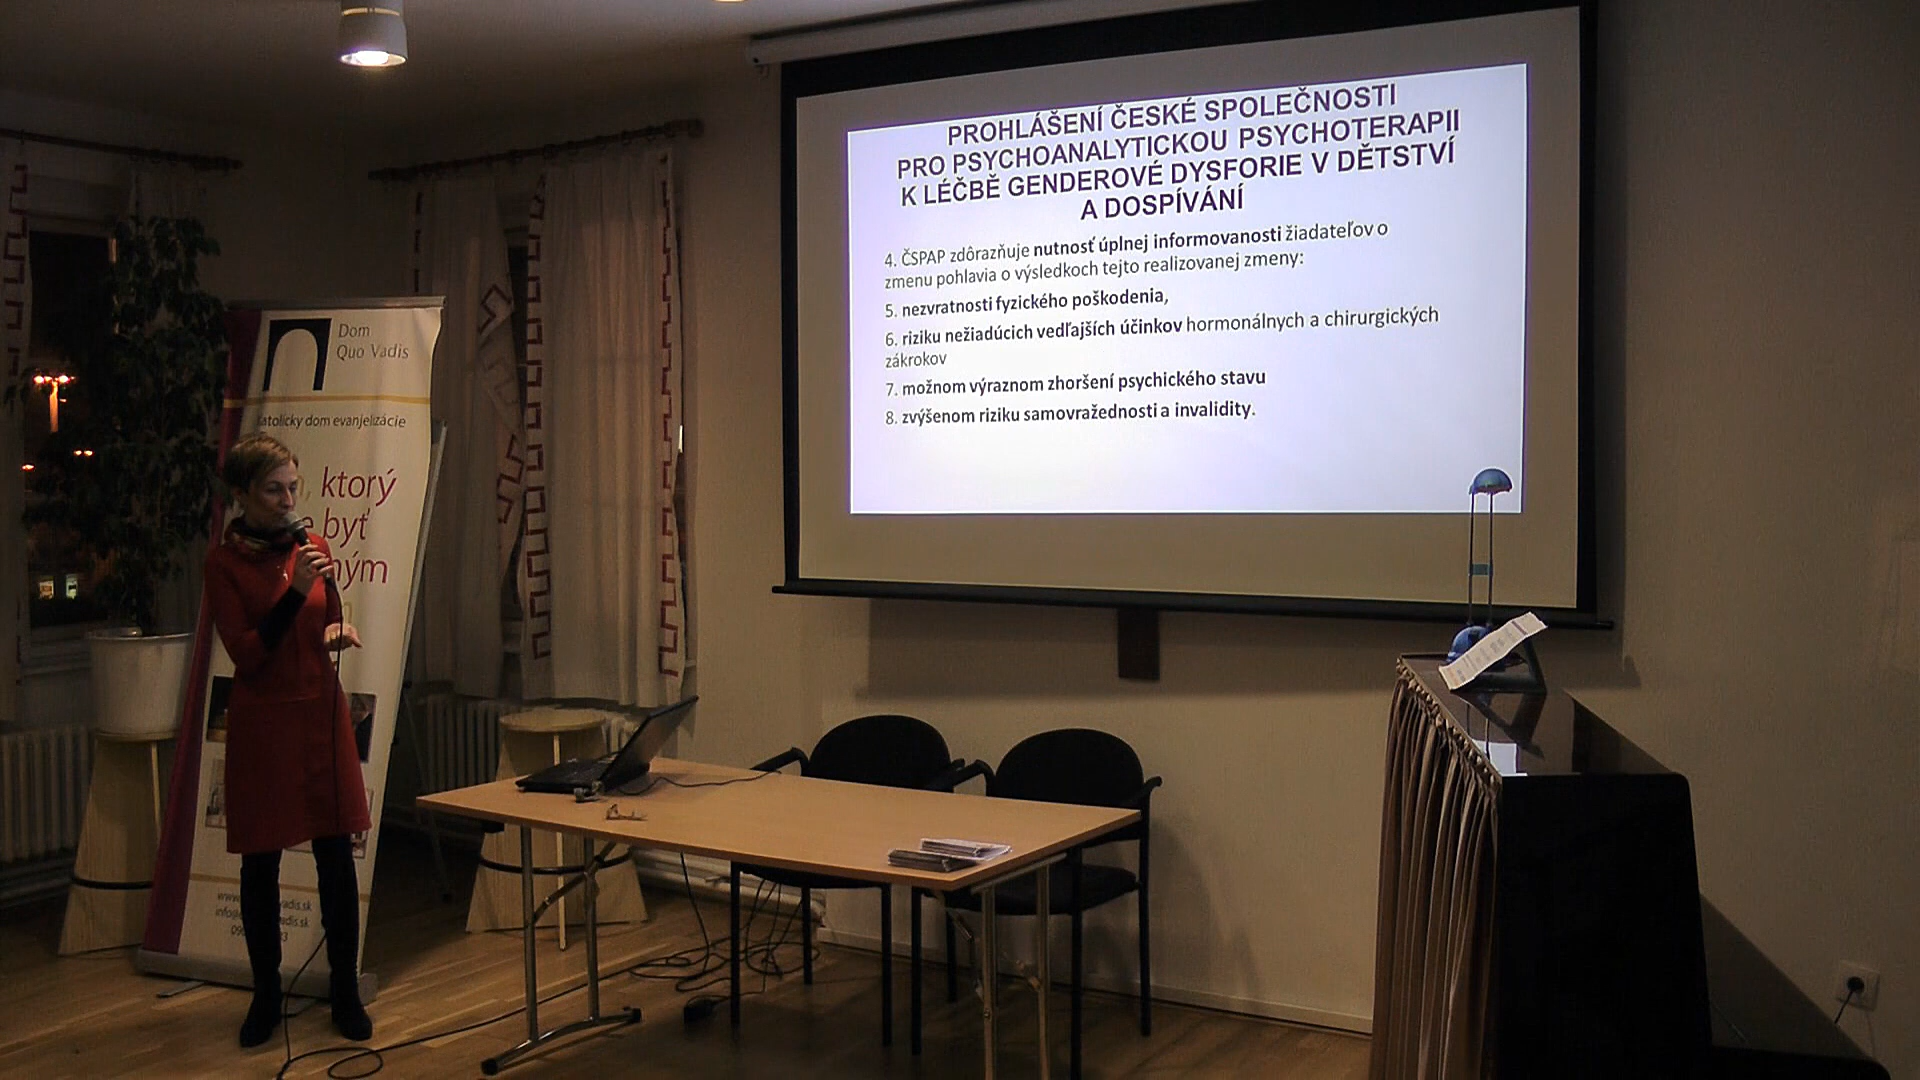 PROHLÁŠENÍ ČESKÉ SPOLEČNOSTI
PRO PSYCHOANALYTICKOU PSYCHOTERAPII
K LÉČBĚ GENDEROVÉ DYSFORIE V DĚTSTVÍ
A DOSPÍVÁNÍ
4. ČSPAP zdôrazňuje nutnosť úplnej informovanosti žiadateľov o
zmenu pohlavia o výsledkoch tejto realizovanej zmeny:
5. nezvratnosti fyzického poškodenia,
6. riziku nežiadúcich vedľajších účinkov hormonálnych a chirurgických
zákrokov
7. možnom výraznom zhoršení psychického stavu
8. zvýšenom riziku samovražednosti a invalidity.
Dom
Quo Vadis
katolícky dom evanjelizácie
ktorý
byť